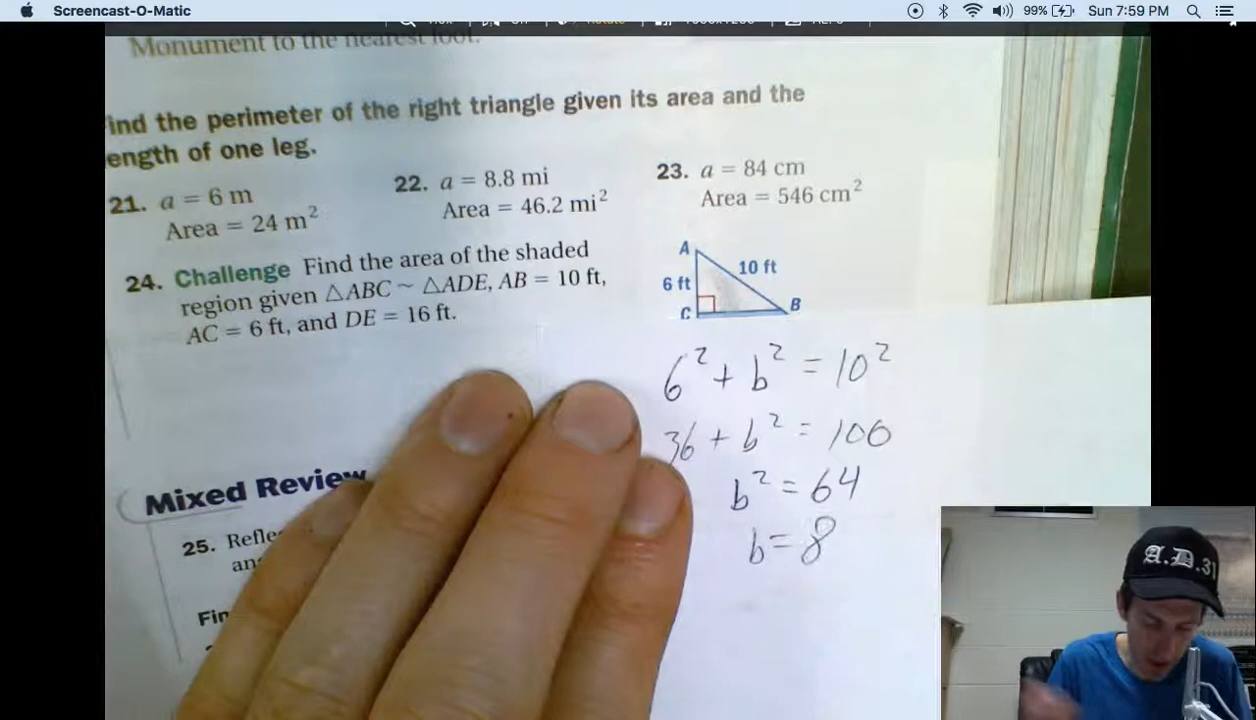 Screencast-O-Matic
99%
Sun 7:59 PM
Monument to the nearest foot.
ind the perimeter of the right triangle given its area and the
ength of one leg.
21. a = 6 m
Area = 24 m²
22. a = 8.8 mi
Area = 46.2 mi²
23. a = 84 cm
Area = 546 cm²
24. Challenge Find the area of the shaded
region given △ABC ~ △ADE, AB = 10 ft,
AC = 6 ft, and DE = 16 ft.
A
10 ft
6 ft
C
B
6² + b² = 10²
36 + b² = 100
b² = 64
b = 8
Mixed Review
25. Refle
an
Fin
A.D.31